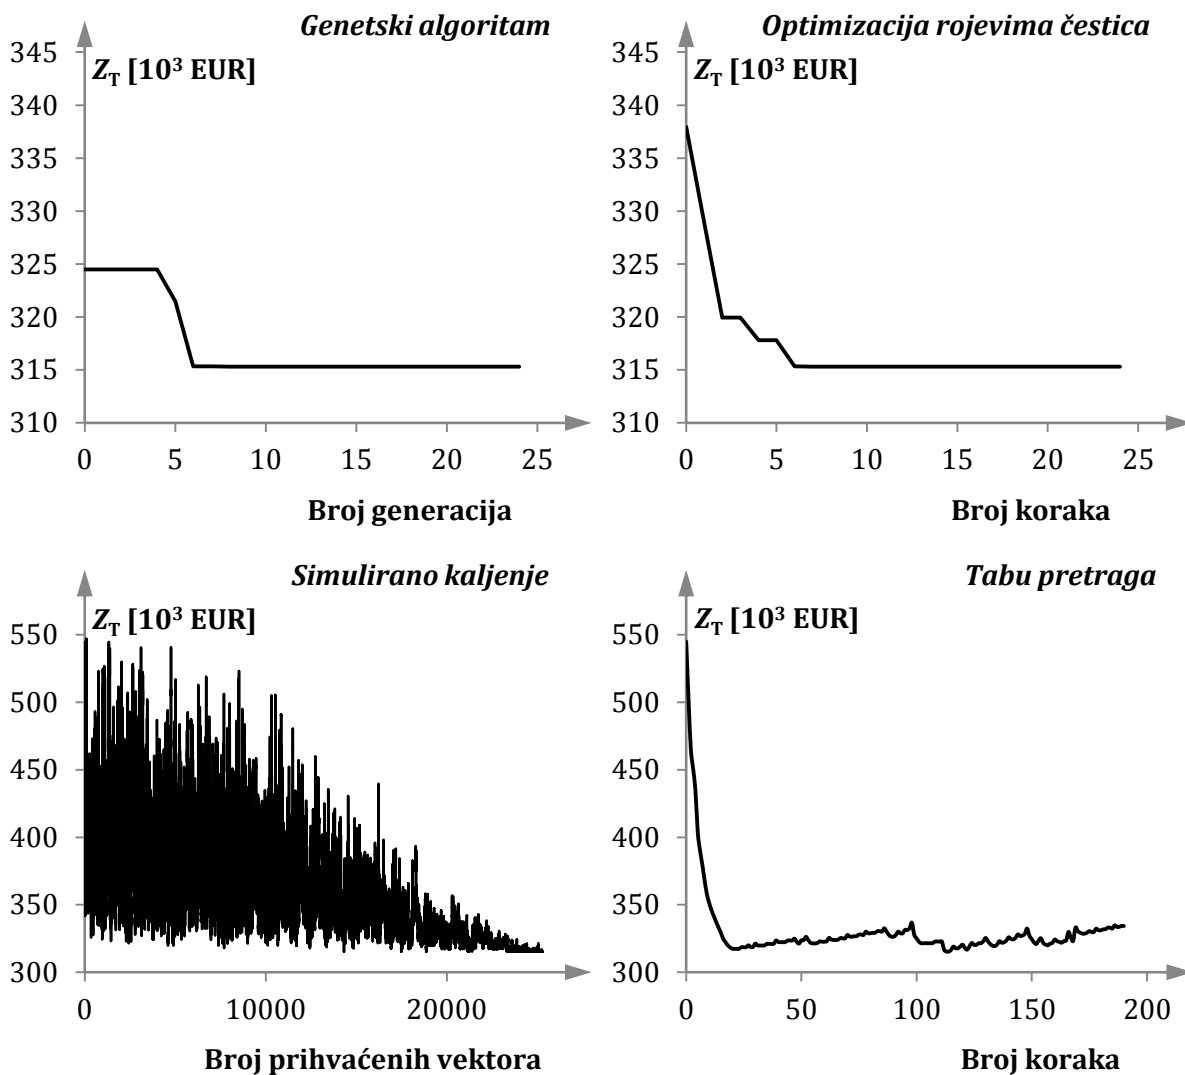 Genetski algoritam
Z_T [10³ EUR]
345
340
335
330
325
320
315
310
0 5 10 15 20 25
Broj generacija
Optimizacija rojevima čestica
Z_T [10³ EUR]
345
340
335
330
325
320
315
310
0 5 10 15 20 25
Broj koraka
Simulirano kaljenje
Z_T [10³ EUR]
550
500
450
400
350
300
0 10000 20000
Broj prihvaćenih vektora
Tabu pretraga
Z_T [10³ EUR]
550
500
450
400
350
300
0 50 100 150 200
Broj koraka